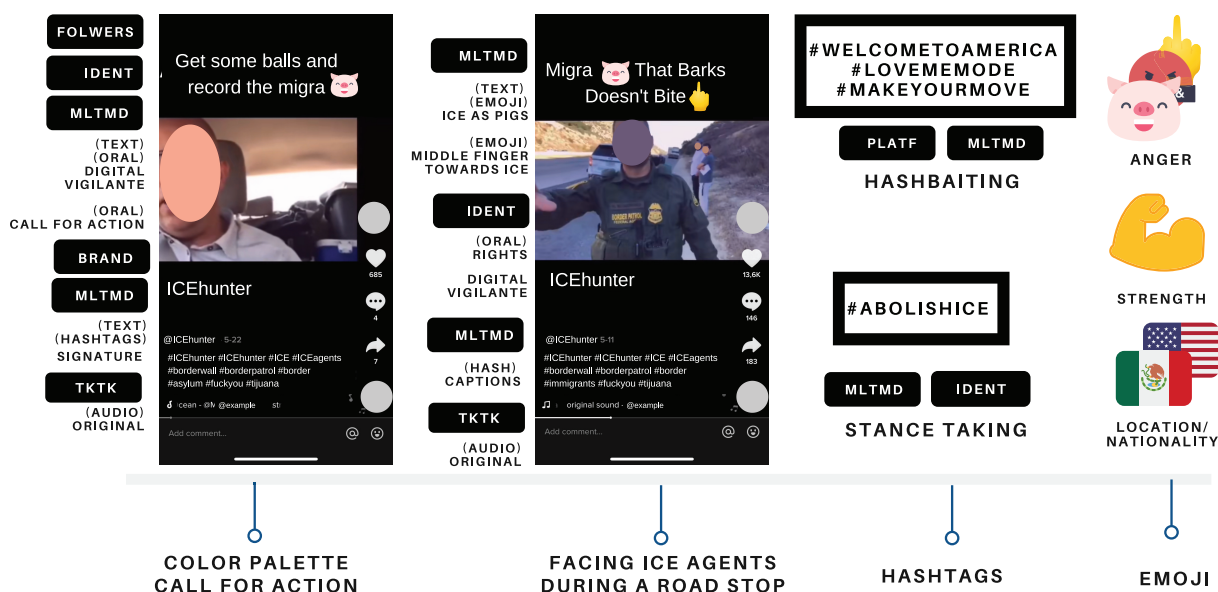 FOLWERS
IDENT
MLTMD
(TEXT)
(ORAL)
DIGITAL
VIGILANTE
(ORAL)
CALL FOR ACTION
BRAND
MLTMD
(TEXT)
(HASHTAGS)
SIGNATURE
TKTK
(AUDIO)
ORIGINAL
Get some balls and
record the migra
685
4
7
ICEhunter
@ICEhunter 5-22
#ICEhunter #ICEhunter #ICE #ICEagents
#borderwall #borderpatrol #border
#asylum #fuckyou #tijuana
@example
Add comment...
COLOR PALETTE
CALL FOR ACTION
MLTMD
(TEXT)
(EMOJI)
ICE AS PIGS
(EMOJI)
MIDDLE FINGER
TOWARDS ICE
IDENT
(ORAL)
RIGHTS
DIGITAL
VIGILANTE
MLTMD
(HASH)
CAPTIONS
TKTK
(AUDIO)
ORIGINAL
Migra That Barks
Doesn't Bite
BORDER PATROL
13,6K
146
183
ICEhunter
@ICEhunter 5-11
#ICEhunter #ICEhunter #ICE #ICEagents
#borderwall #borderpatrol #border
#immigrants #fuckyou #tijuana
original sound - @example
Add comment...
FACING ICE AGENTS
DURING A ROAD STOP
#WELCOMETOAMERICA
#LOVEMEMODE
#MAKEYOURMOVE
PLATF
MLTMD
HASHBAITING
#ABOLISHICE
MLTMD
IDENT
STANCE TAKING
HASHTAGS
&
ANGER
STRENGTH
LOCATION/
NATIONALITY
EMOJI